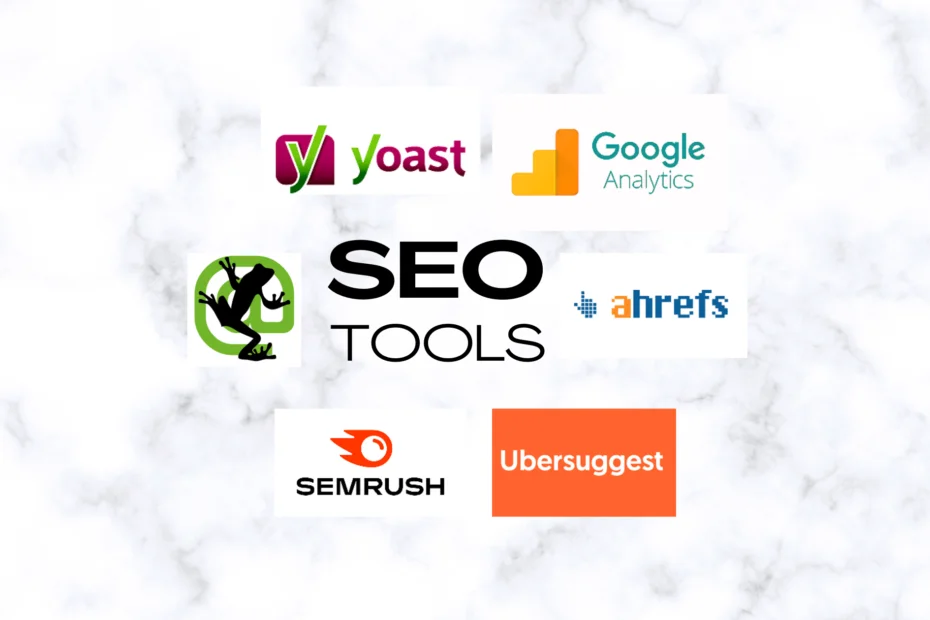 yoast
Google
Analytics
SEO
TOOLS
ahrefs
SEMRUSH
Ubersuggest